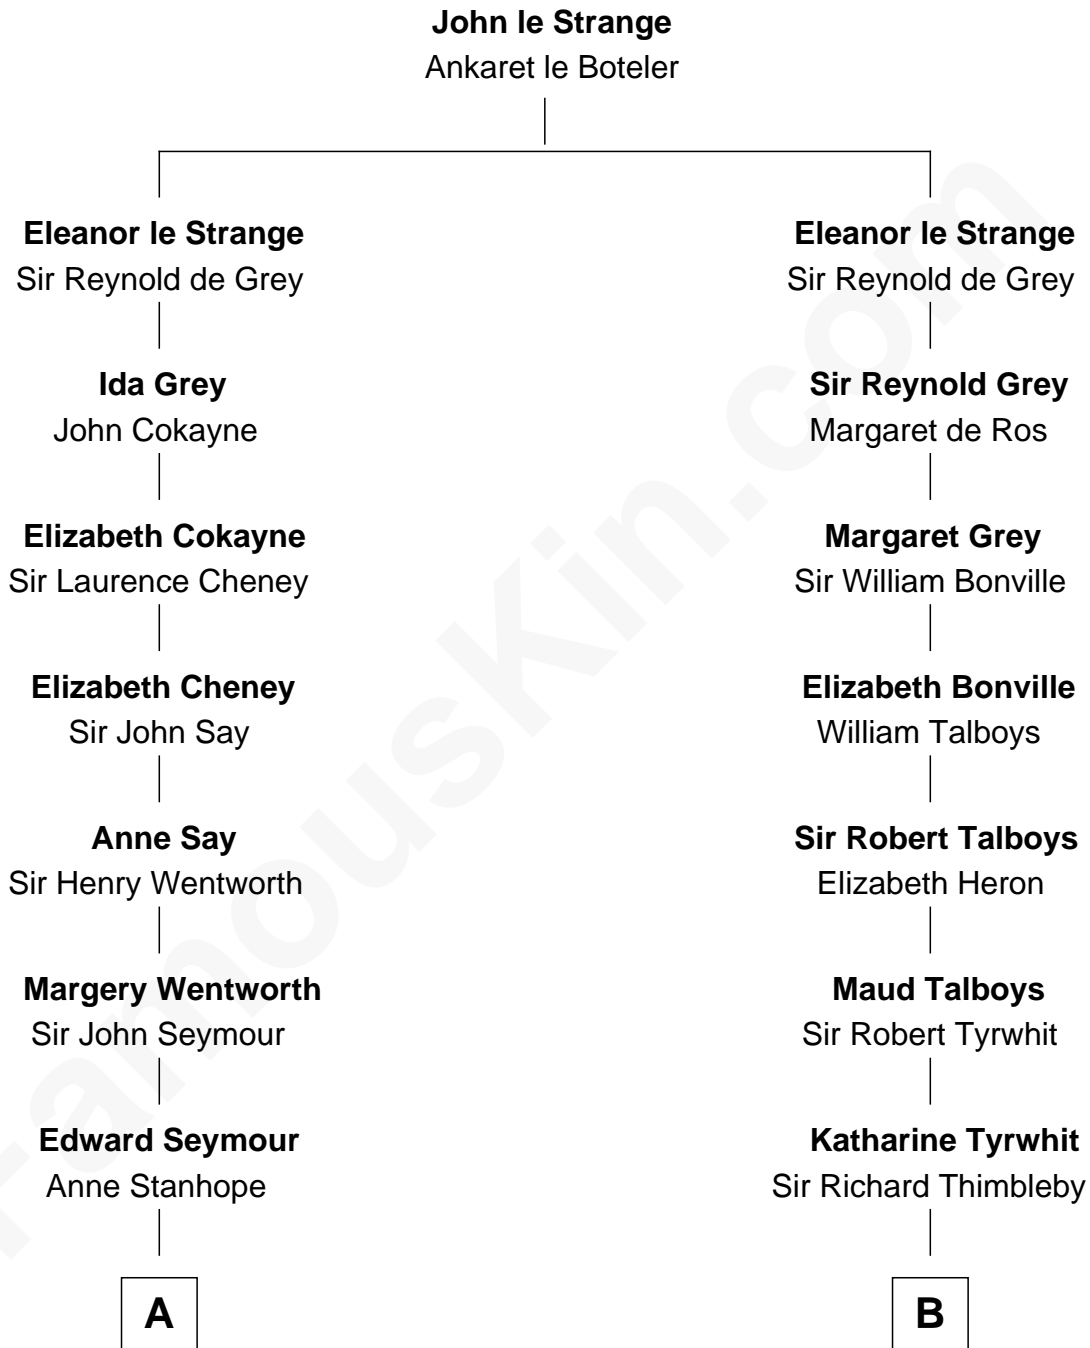 John le Strange
Ankaret le Boteler
Eleanor le Strange
Sir Reynold de Grey
Eleanor le Strange
Sir Reynold de Grey
Ida Grey
John Cokayne
Sir Reynold Grey
Margaret de Ros
Elizabeth Cokayne
Sir Laurence Cheney
Margaret Grey
Sir William Bonville
Elizabeth Cheney
Sir John Say
Elizabeth Bonville
William Talboys
Anne Say
Sir Henry Wentworth
Sir Robert Talboys
Elizabeth Heron
Margery Wentworth
Sir John Seymour
Maud Talboys
Sir Robert Tyrwhit
Edward Seymour
Anne Stanhope
Katharine Tyrwhit
Sir Richard Thimbleby
A
B
FamousKin.com